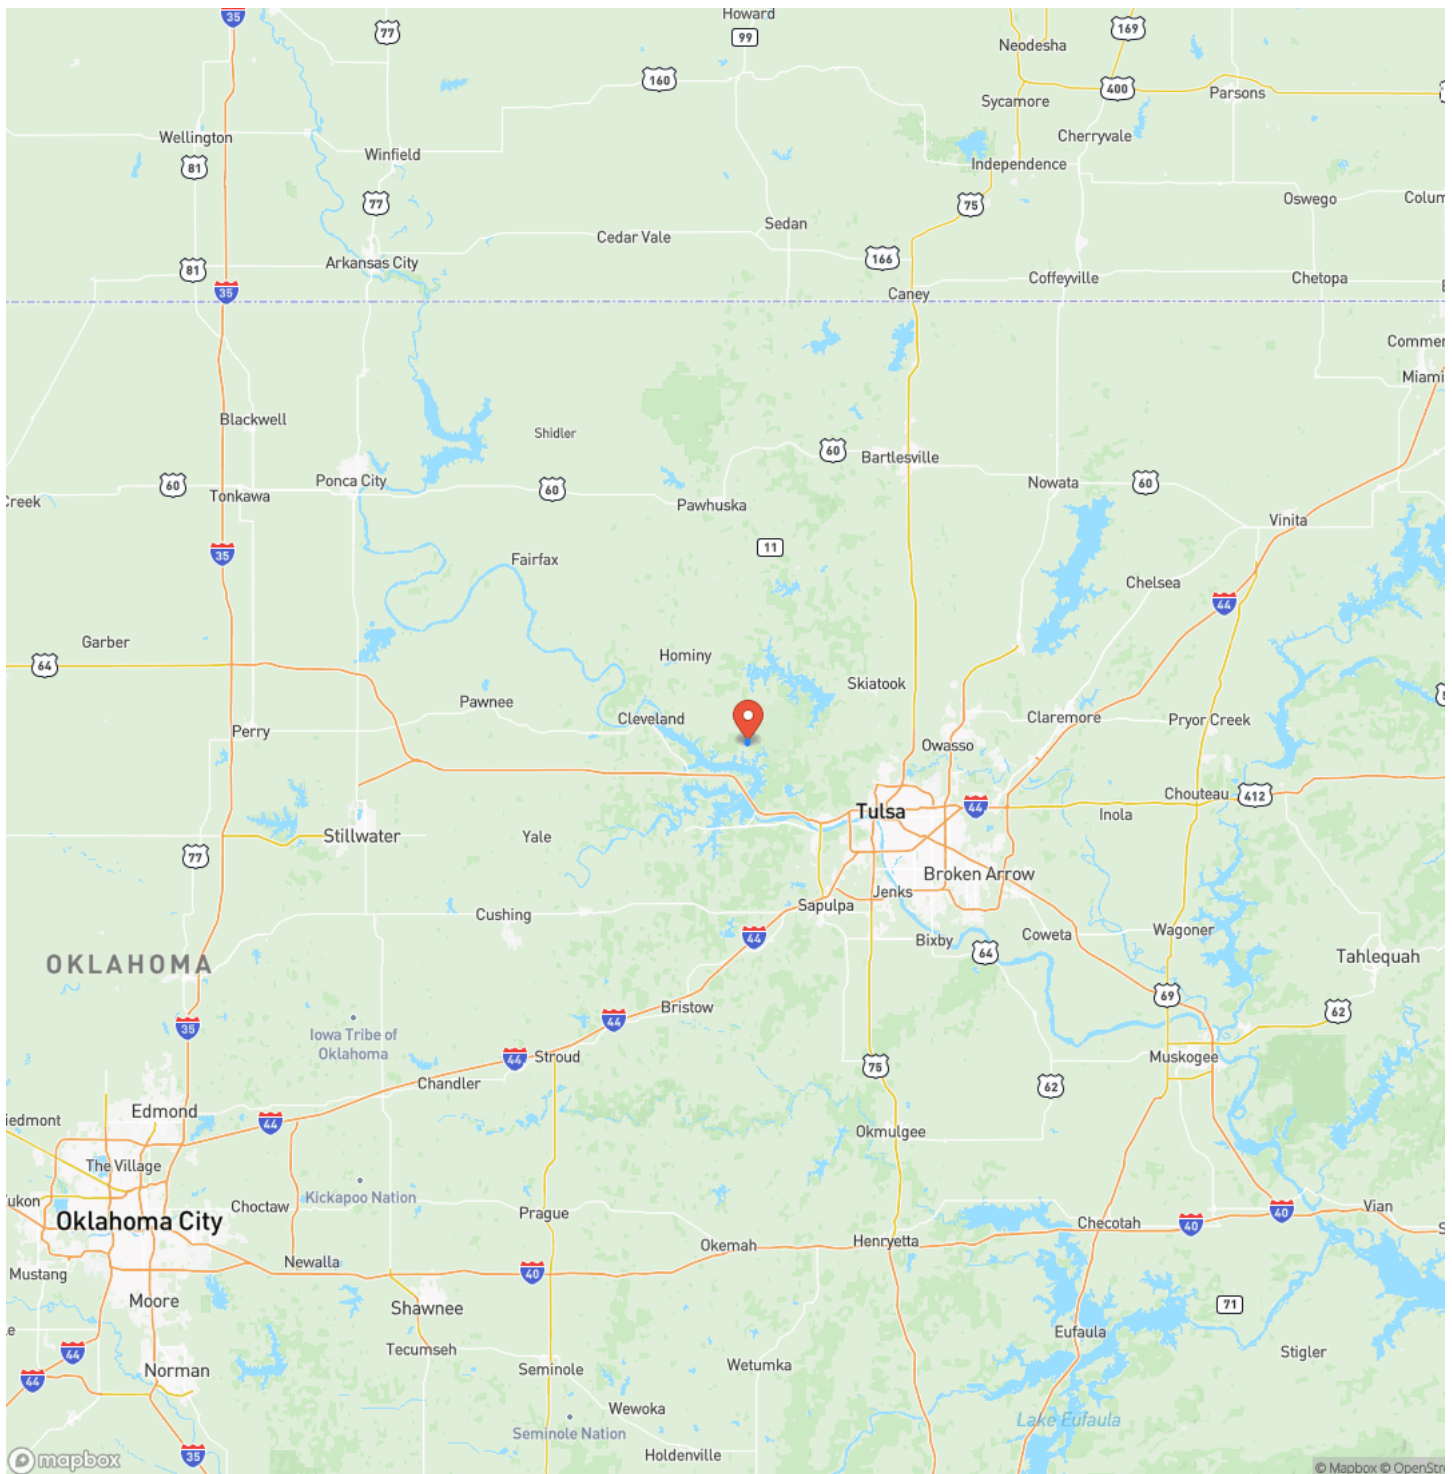 35
77
Howard
99
169
Neodesha
160
400
Sycamore
Parsons
Wellington
Cherryvale
Winfield
81
Independence
77
75
Oswego
Colum
Sedan
Cedar Vale
Arkansas City
166
81
Coffeyville
Chetopa
35
Caney
Commer
Miami
Blackwell
Shidler
60
Bartlesville
Ponca City
60
60
Nowata
60
Tonkawa
Creek
Pawhuska
Vinita
11
35
Fairfax
Chelsea
44
Garber
Hominy
64
Skiatook
Pawnee
Cleveland
Claremore
Pryor Creek
Perry
Owasso
Chouteau
412
44
Tulsa
Inola
Stillwater
Yale
77
Broken Arrow
Jenks
Sapulpa
Cushing
44
Bixby
Coweta
Wagoner
64
Tahlequah
OKLAHOMA
69
Bristow
62
35
44
Iowa Tribe of
Oklahoma
44
Stroud
Muskogee
75
Chandler
62
Edmond
iedmont
44
Okmulgee
The Village
Kickapoo Nation
Yukon
Choctaw
Prague
Vian
40
Oklahoma City
Checotah
40
Okemah
Henryetta
Newalla
40
Mustang
Moore
Shawnee
71
Eufaula
44
Tecumseh
Stigler
Norman
Seminole
Wetumka
44
Wewoka
Lake Eufaula
Seminole Nation
35
Holdenville
mapbox
© Mapbox © OpenStre